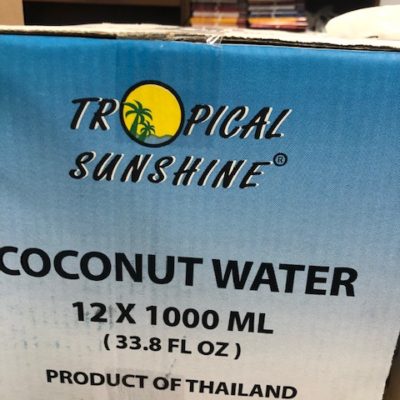 TROPICAL
SUNSHINE®
COCONUT WATER
12 X 1000 ML
( 33.8 FL OZ )
PRODUCT OF THAILAND